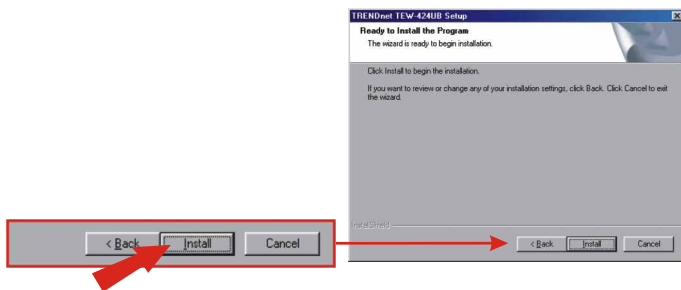 TRENDnet TEW-424UB Setup
Ready to Install the Program
The wizard is ready to begin installation.
Click Install to begin the installation.
If you want to review or change any of your installation settings, click Back. Click Cancel to exit
the wizard.
InstallShield
< Back Install Cancel
< Back Install Cancel